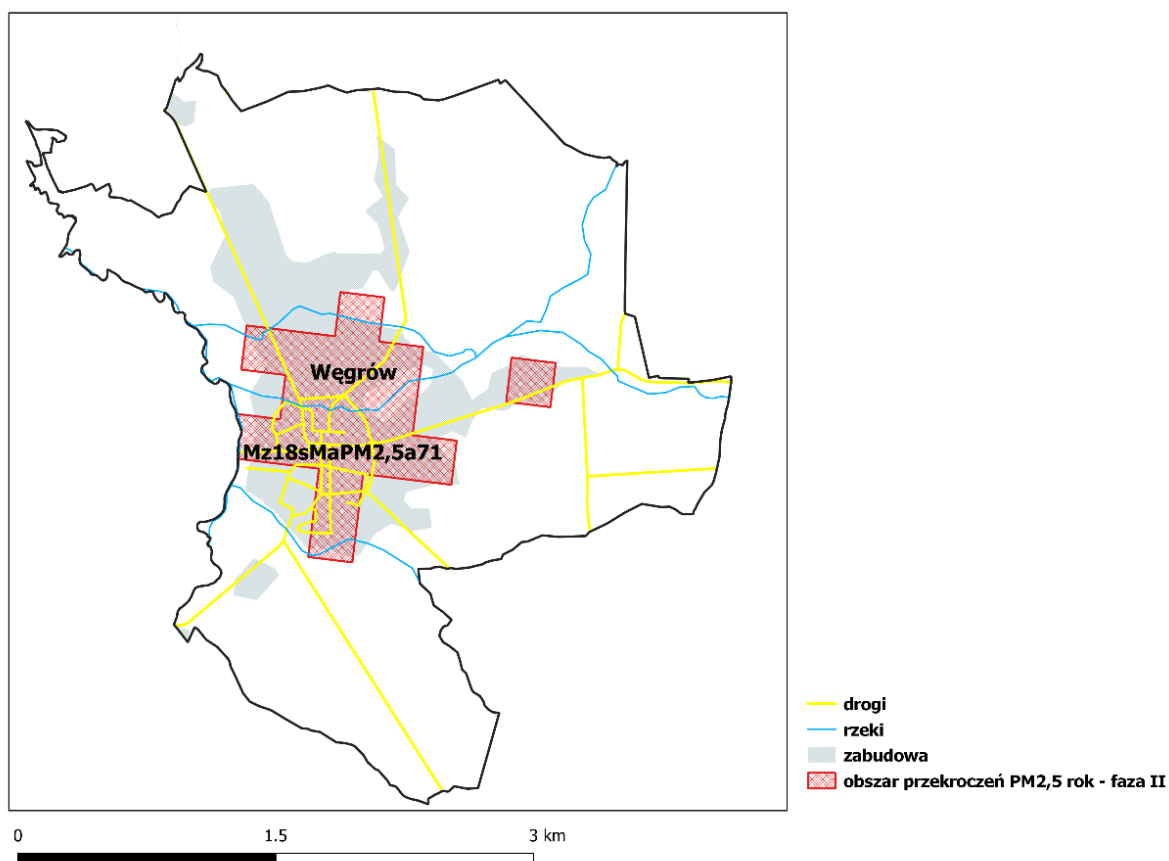 Węgrów
Mz18sMaPM2,5a71
drogi
rzeki
zabudowa
obszar przekroczeń PM2,5 rok - faza II
0 1.5 3 km